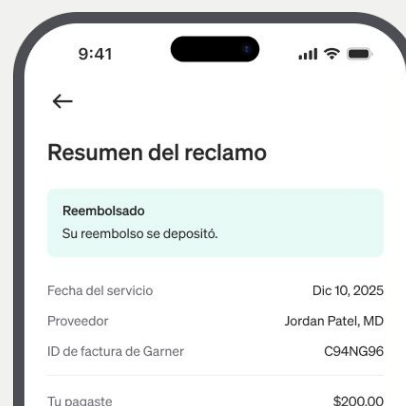 9:41
Resumen del reclamo
Reembolsado
Su reembolso se depositó.
Fecha del servicio Dic 10, 2025
Proveedor Jordan Patel, MD
ID de factura de Garner C94NG96
Tu pagaste $200.00